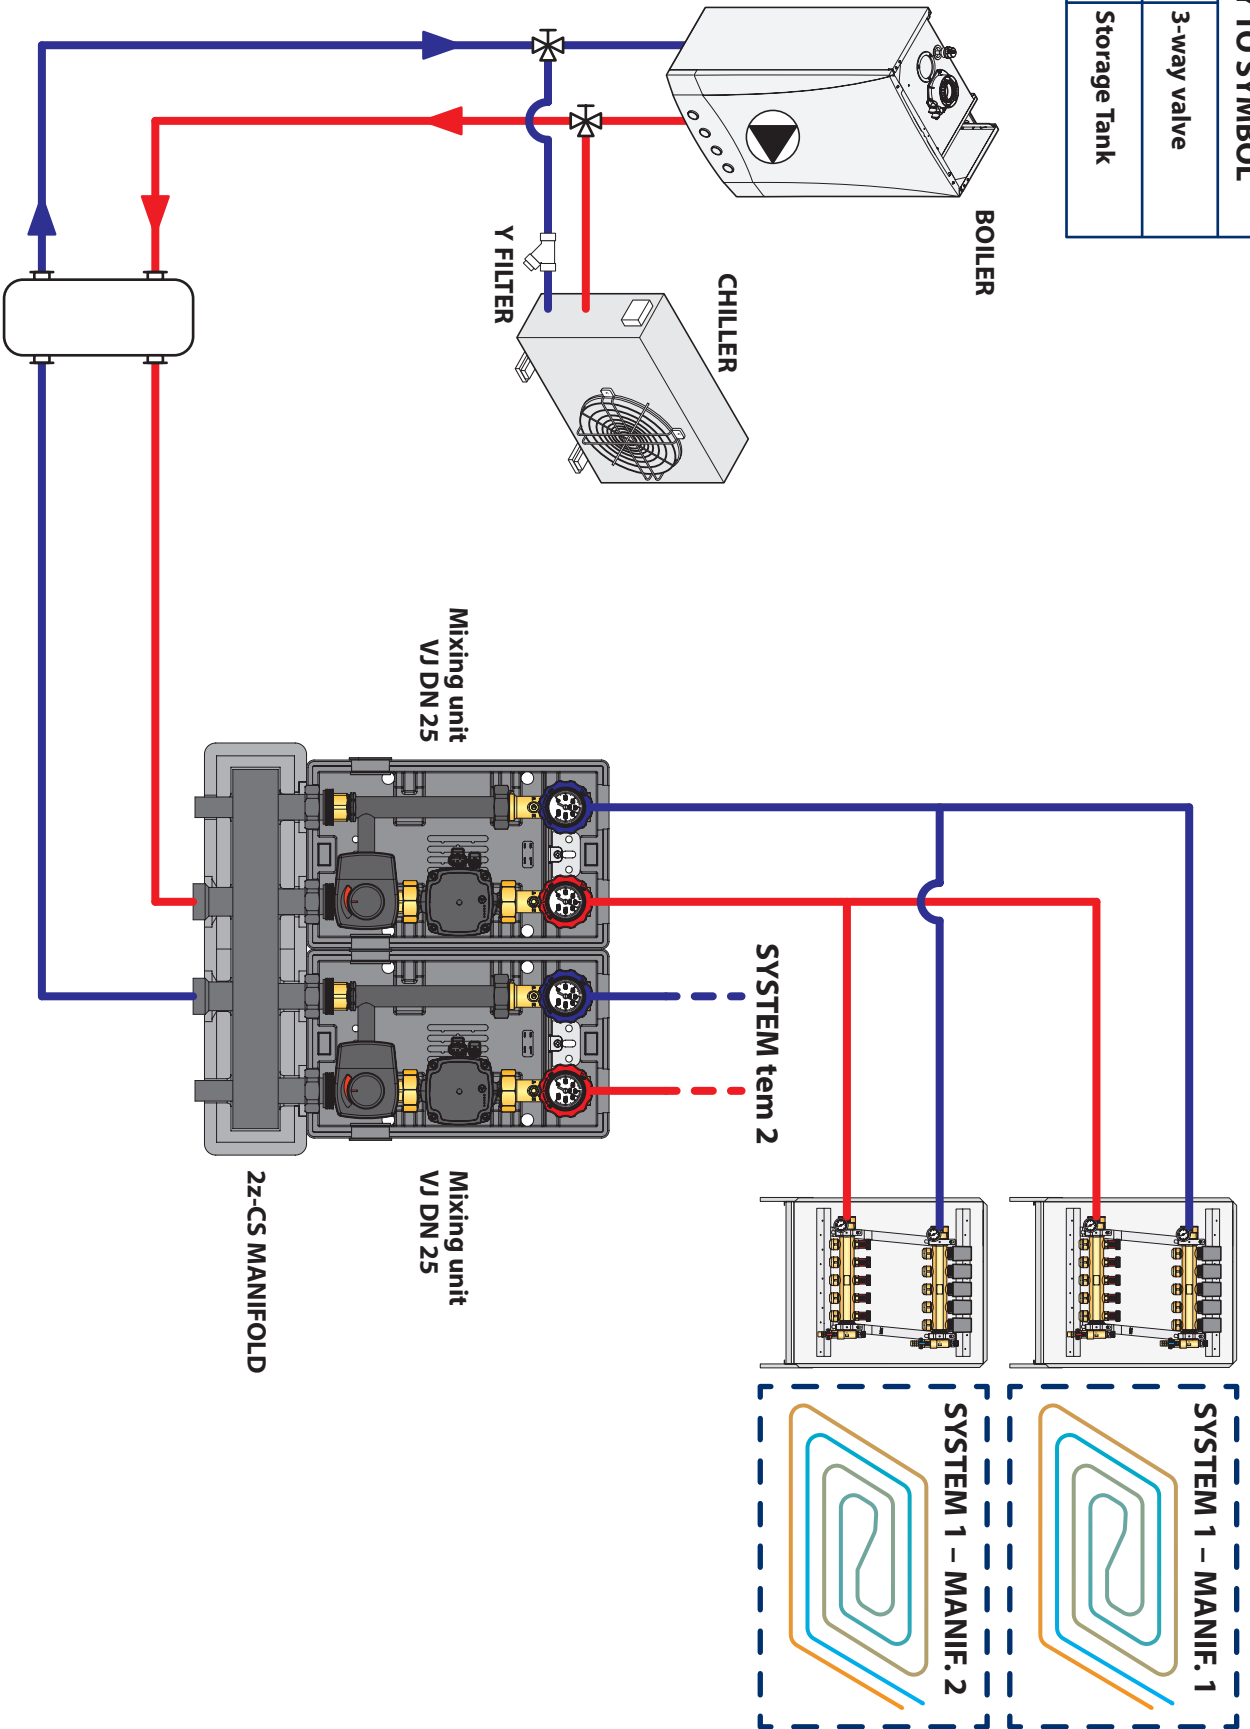 TO SYMBOL
3-way valve
Storage Tank
BOILER
CHILLER
Y FILTER
Mixing unit
VJ DN 25
SYSTEM tem 2
Mixing unit
VJ DN 25
2z-CS MANIFOLD
SYSTEM 1 – MANIF. 1
SYSTEM 1 – MANIF. 2